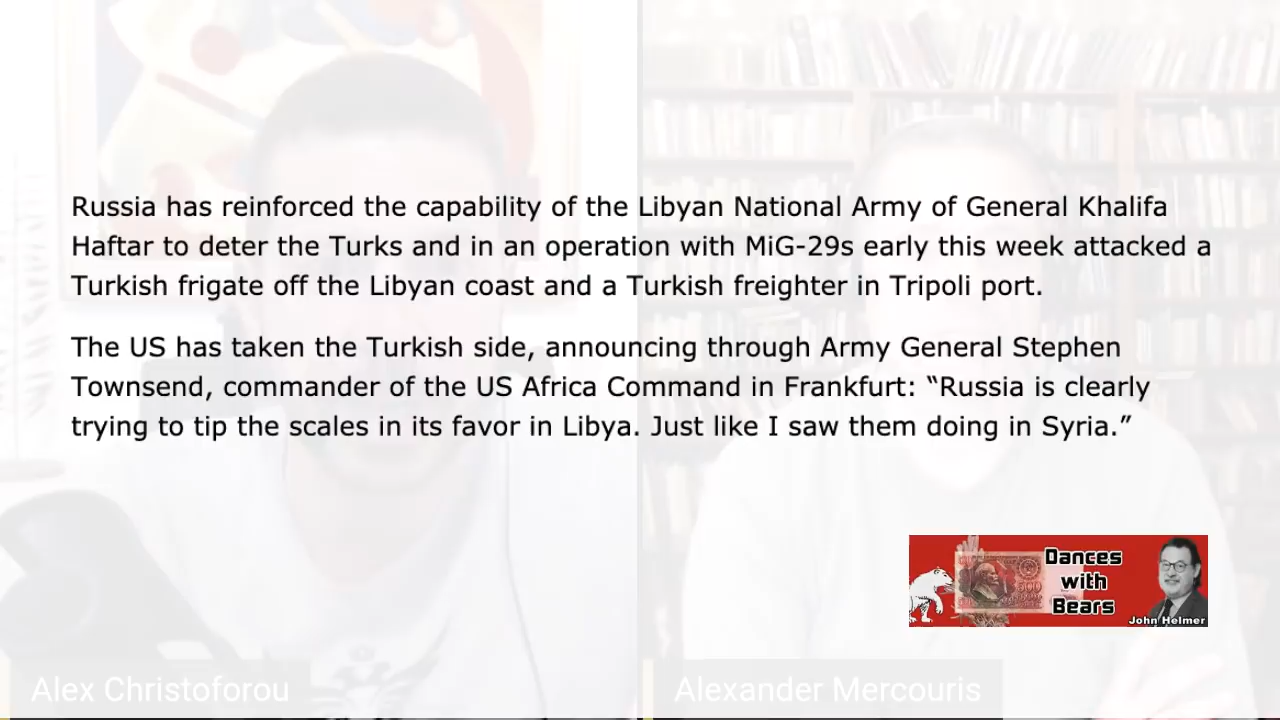 Russia has reinforced the capability of the Libyan National Army of General Khalifa
Haftar to deter the Turks and in an operation with MiG-29s early this week attacked a
Turkish frigate off the Libyan coast and a Turkish freighter in Tripoli port.
The US has taken the Turkish side, announcing through Army General Stephen
Townsend, commander of the US Africa Command in Frankfurt: “Russia is clearly
trying to tip the scales in its favor in Libya. Just like I saw them doing in Syria.”
Dances
with
Bears
John Helmer
Alex Christoforou
Alexander Mercouris